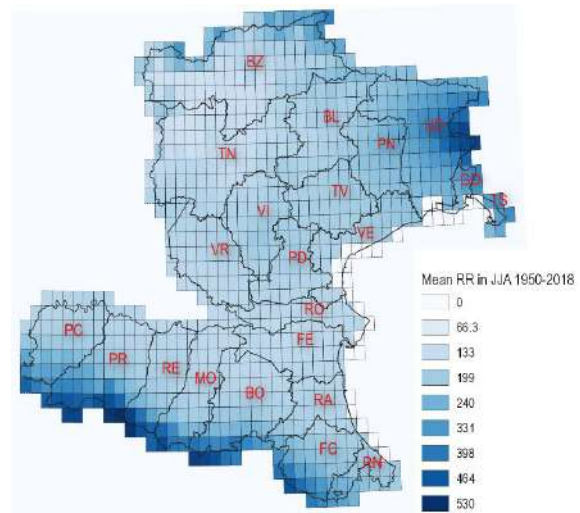 BZ
BL
UD
PN
TN
GO
TS
TV
VI
VE
VR
PD
Mean RR in JJA 1950-2018
0
66.3
133
199
240
331
398
464
530
RO
PC
FE
PR
RE
MO
BO
RA
FC
RN